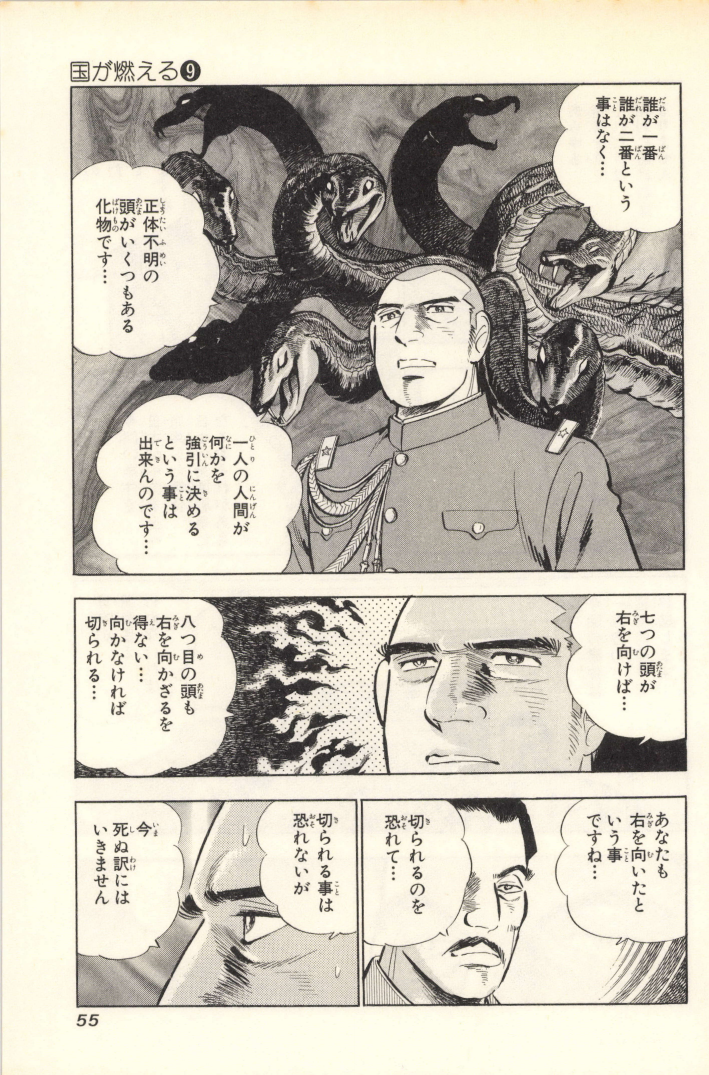 国が燃える❾
誰が一番
誰が二番という
事はなく…
正体不明の
頭がいくつもある
化物です…
一人の人間が
何かを
強引に決める
という事は
出来んのです…
七つの頭が
右を向けば…
八つ目の頭も
右を向かざるを
得ない…
向かなければ
切られる…
あなたも
右を向いたと
いう事
ですね…
切られるのを
恐れて…
切られる事は
恐れないが
今
死ぬ訳には
いきません
55